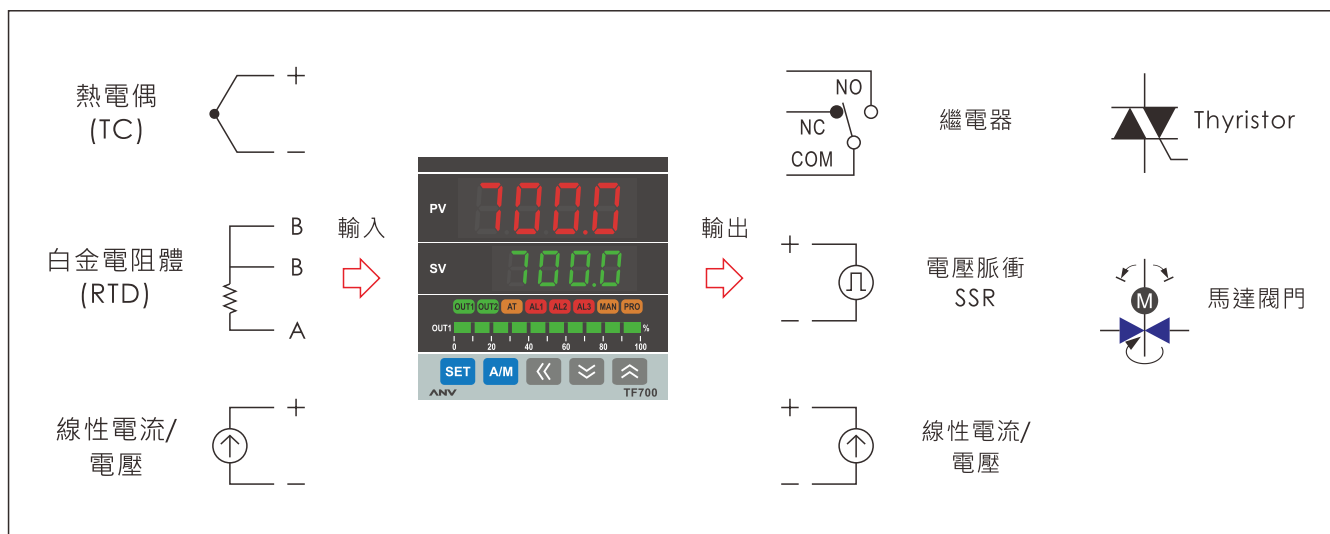 熱電偶
(TC)
+
−
白金電阻體
(RTD)
B
B
A
線性電流/
電壓
+
−
輸入
PV
700.0
SV
700.0
OUT1 OUT2 AT AL1 AL2 AL3 MAN PRO
OUT1 %
0 20 40 60 80 100
SET A/M
ANV TF700
輸出
NO
NC
COM
繼電器
Thyristor
+
−
電壓脈衝
SSR
M
馬達閥門
+
−
線性電流/
電壓